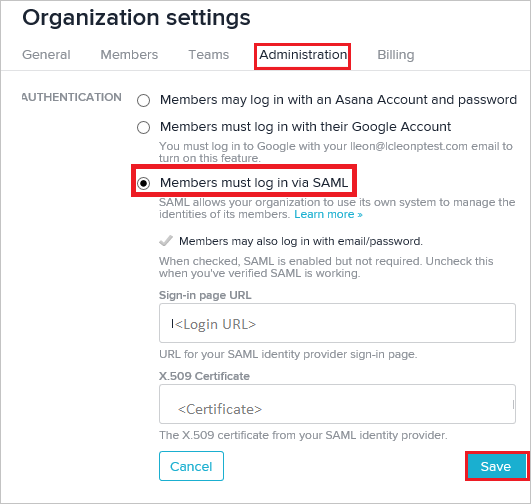 Organization settings
General Members Teams Administration Billing
AUTHENTICATION
Members may log in with an Asana Account and password
Members must log in with their Google Account
You must log in to Google with your lleon@lcleonptest.com email to
turn on this feature.
Members must log in via SAML
SAML allows your organization to use its own system to manage the
identities of its members. Learn more »
Members may also log in with email/password.
When checked, SAML is enabled but not required. Uncheck this
when you've verified SAML is working.
Sign-in page URL
<Login URL>
URL for your SAML identity provider sign-in page.
X.509 Certificate
<Certificate>
The X.509 certificate from your SAML identity provider.
Cancel Save